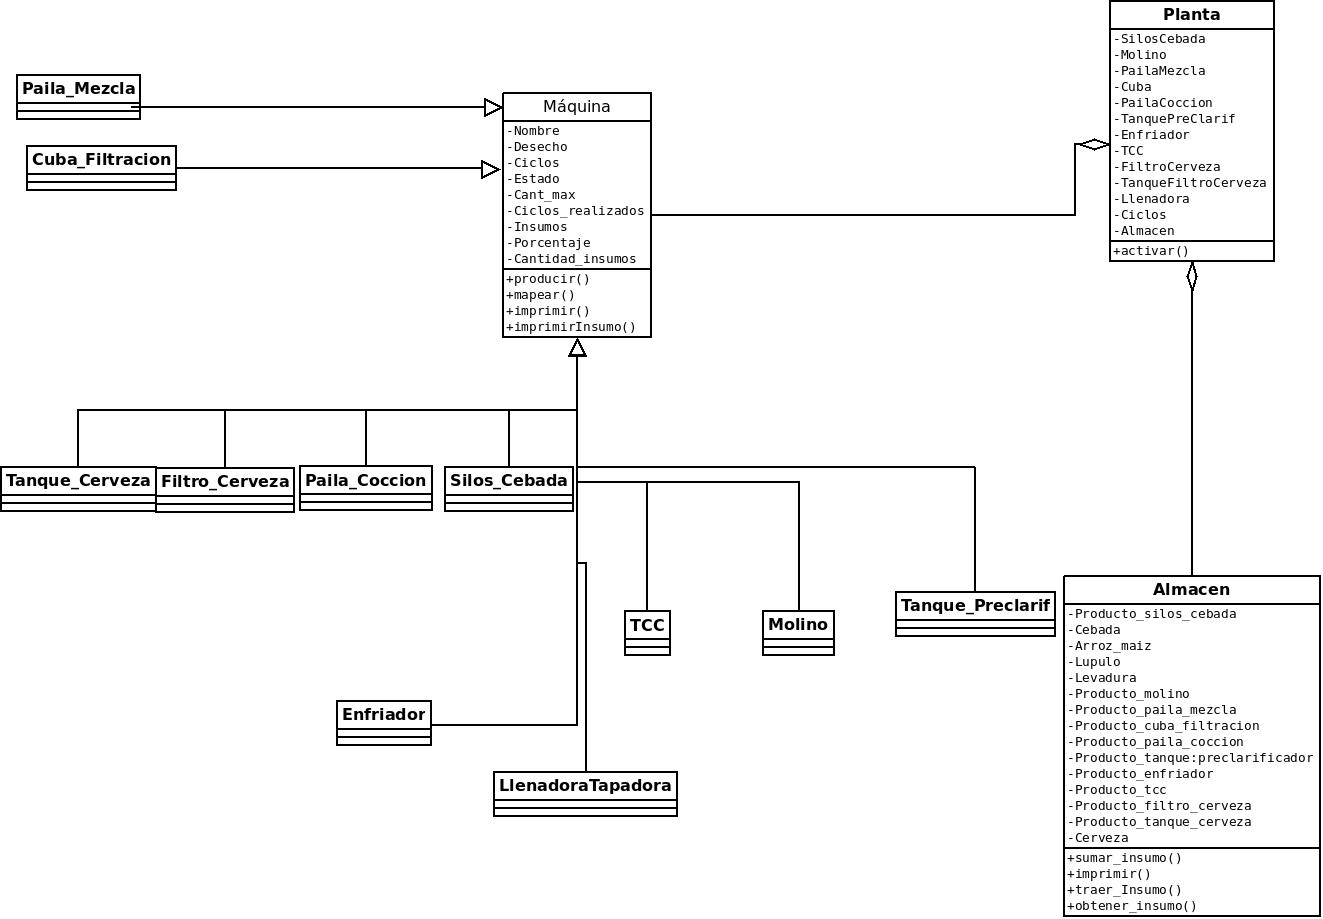 Planta
-SilosCebada
-Molino
-PailaMezcla
-Cuba
-PailaCoccion
-TanquePreClarif
-Enfriador
-TCC
-FiltroCerveza
-TanqueFiltroCerveza
-Llenadora
-Ciclos
-Almacen
+activar()
Paila_Mezcla
Cuba_Filtracion
Máquina
-Nombre
-Desecho
-Ciclos
-Estado
-Cant_max
-Ciclos_realizados
-Insumos
-Porcentaje
-Cantidad_insumos
+producir()
+mapear()
+imprimir()
+imprimirInsumo()
Tanque_Cerveza
Filtro_Cerveza
Paila_Coccion
Silos_Cebada
TCC
Molino
Tanque_Preclarif
Enfriador
LlenadoraTapadora
Almacen
-Producto_silos_cebada
-Cebada
-Arroz_maiz
-Lupulo
-Levadura
-Producto_molino
-Producto_paila_mezcla
-Producto_cuba_filtracion
-Producto_paila_coccion
-Producto_tanque:preclarificador
-Producto_enfriador
-Producto_tcc
-Producto_filtro_cerveza
-Producto_tanque_cerveza
-Cerveza
+sumar_insumo()
+imprimir()
+traer_Insumo()
+obtener_insumo()